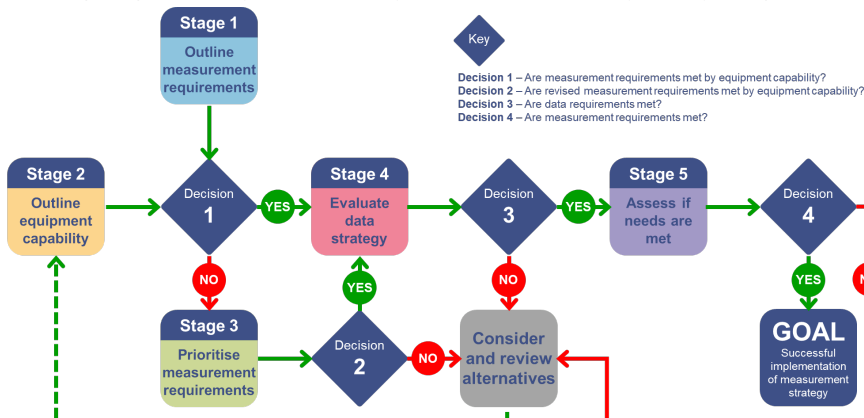 Stage 1
Outline
measurement
requirements
Key
Decision 1 – Are measurement requirements met by equipment capability?
Decision 2 – Are revised measurement requirements met by equipment capability?
Decision 3 – Are data requirements met?
Decision 4 – Are measurement requirements met?
Stage 2
Outline
equipment
capability
Decision
1
YES
Stage 4
Evaluate
data
strategy
Decision
3
YES
Stage 5
Assess if
needs are
met
Decision
4
NO
YES
NO
YES
Stage 3
Prioritise
measurement
requirements
Decision
2
NO
Consider
and review
alternatives
GOAL
Successful
implementation
of measurement
strategy